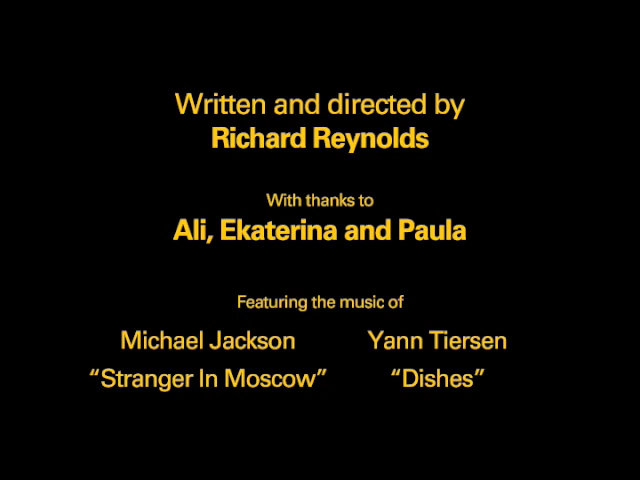 Written and directed by
Richard Reynolds
With thanks to
Ali, Ekaterina and Paula
Featuring the music of
Michael Jackson Yann Tiersen
“Stranger In Moscow” “Dishes”